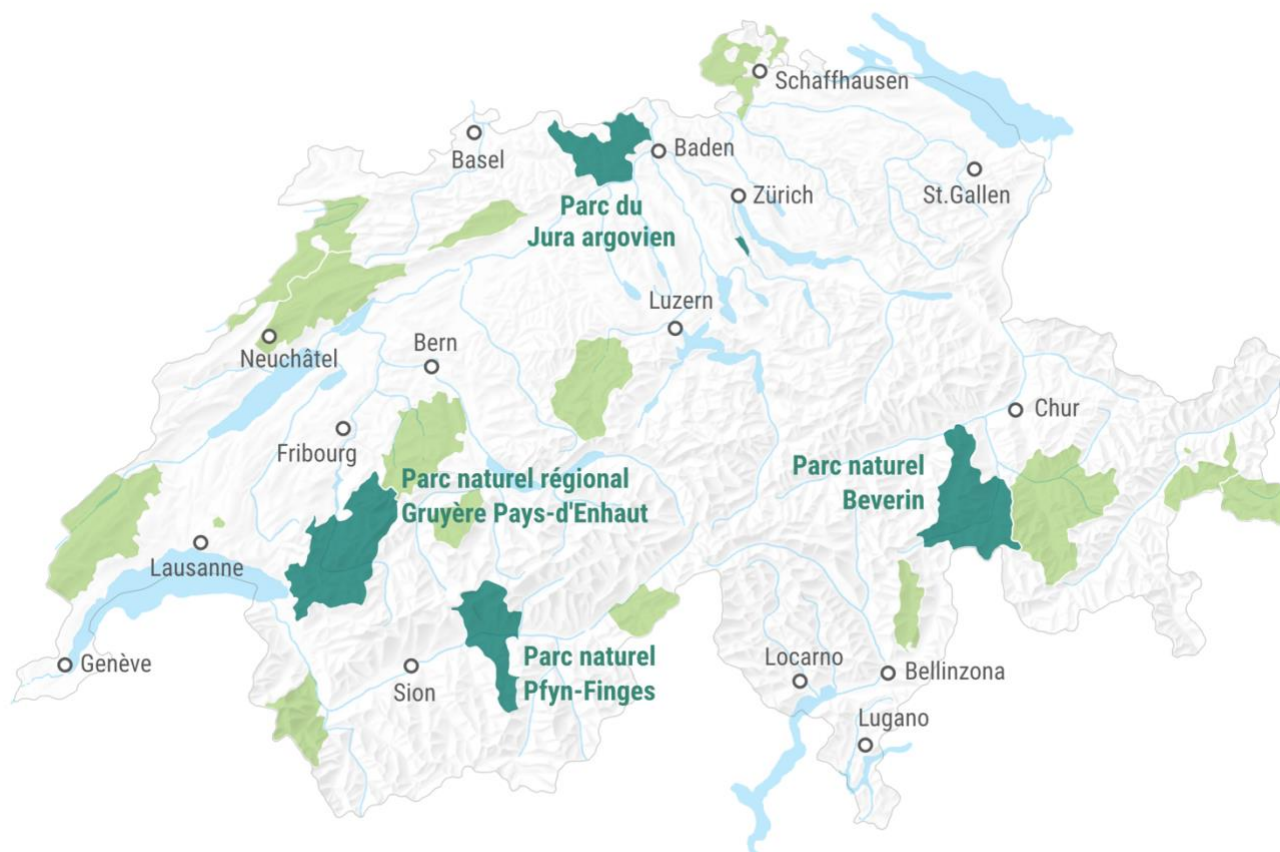 Schaffhausen
Basel
Baden
Zürich
St.Gallen
Parc du
Jura argovien
Luzern
Neuchâtel
Bern
Chur
Fribourg
Parc naturel régional
Gruyère Pays-d'Enhaut
Parc naturel
Beverin
Lausanne
Genève
Sion
Parc naturel
Pfyn-Finges
Locarno
Bellinzona
Lugano